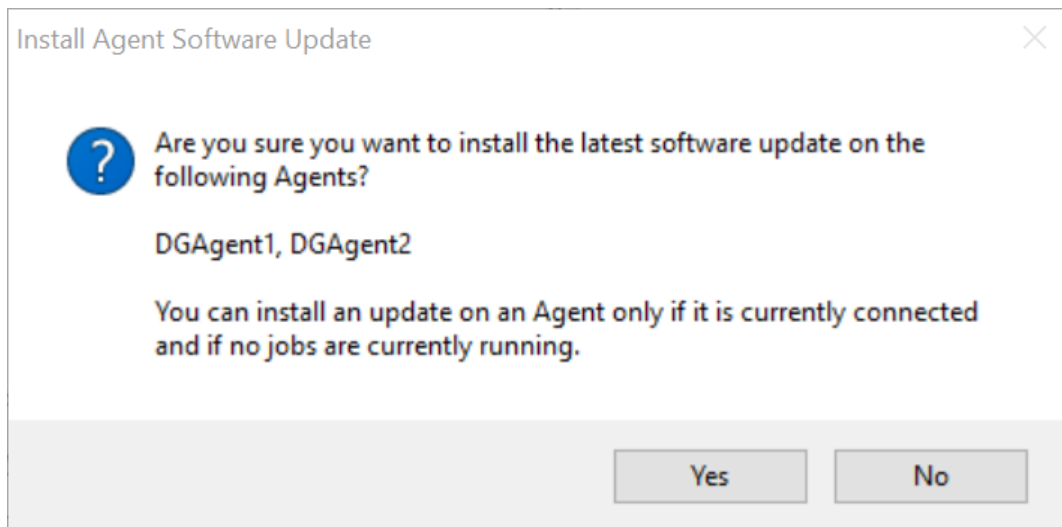 Install Agent Software Update
?
Are you sure you want to install the latest software update on the
following Agents?
DGAgent1, DGAgent2
You can install an update on an Agent only if it is currently connected
and if no jobs are currently running.
Yes
No